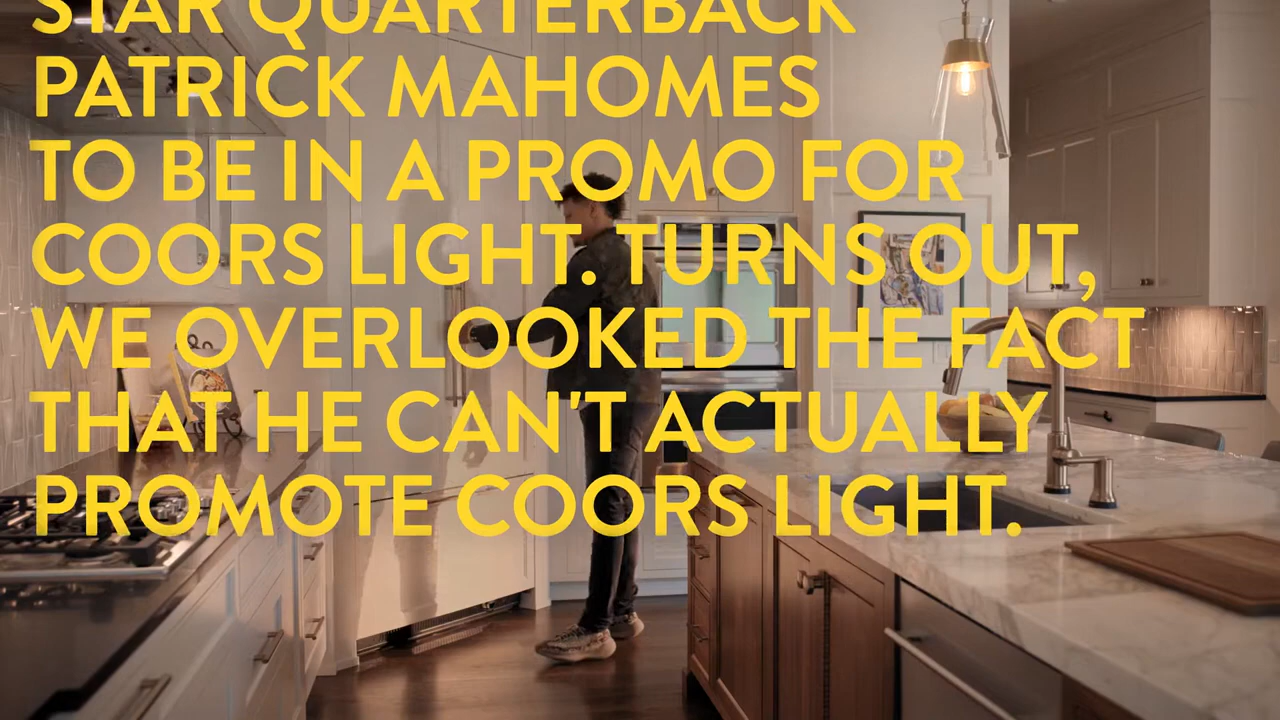 STAR QUARTERBACK
PATRICK MAHOMES
TO BE IN A PROMO FOR
COORS LIGHT. TURNS OUT,
WE OVERLOOKED THE FACT
THAT HE CAN'T ACTUALLY
PROMOTE COORS LIGHT.